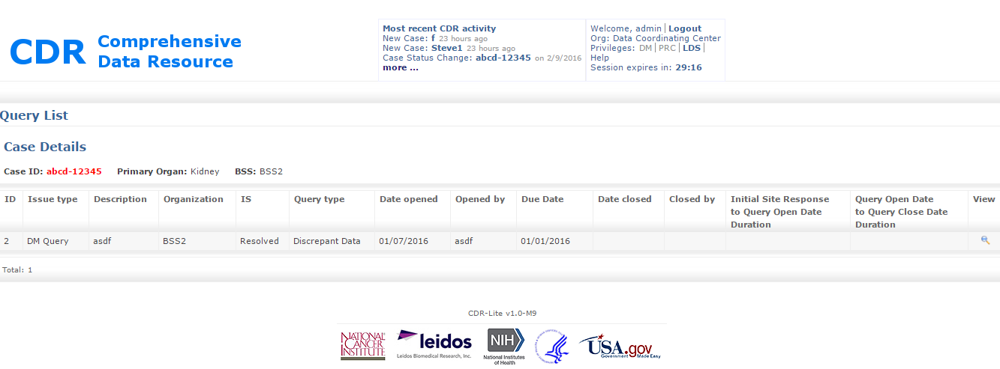 CDR
Comprehensive
Data Resource
Most recent CDR activity
New Case: f 23 hours ago
New Case: Steve1 23 hours ago
Case Status Change: abcd-12345 on 2/9/2016
more ...
Welcome, admin | Logout
Org: Data Coordinating Center
Privileges: DM | PRC | LDS |
Help
Session expires in: 29:16
Query List
Case Details
Case ID: abcd-12345 Primary Organ: Kidney BSS: BSS2
ID Issue type Description Organization IS Query type Date opened Opened by Due Date Date closed Closed by Initial Site Response to Query Open Date Duration Query Open Date to Query Close Date Duration View
2 DM Query asdf BSS2 Resolved Discrepant Data 01/07/2016 asdf 01/01/2016
Total: 1
CDR-Lite v1.0-M9
NATIONAL
CANCER
INSTITUTE
leidos
Leidos Biomedical Research, Inc.
NIH
National Institutes
of Health
USA.gov
Government Made Easy